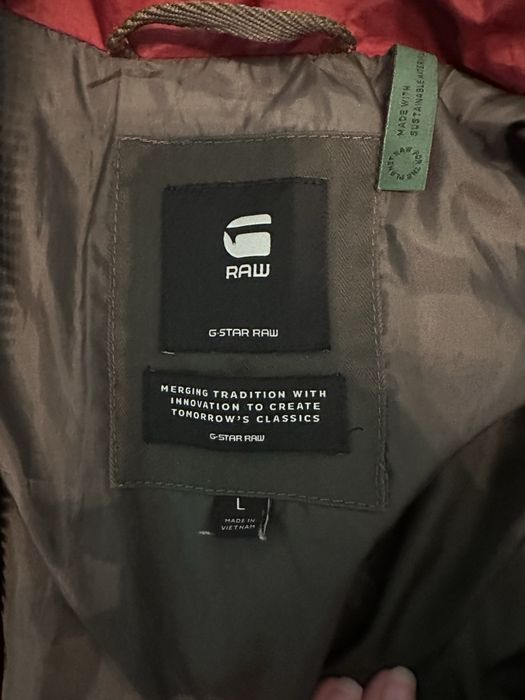 MADE WITH
SUSTAINABLE
RAW
G-STAR RAW
MERGING TRADITION WITH
INNOVATION TO CREATE
TOMORROW'S CLASSICS
G-STAR RAW
L
MADE IN
VIETNAM